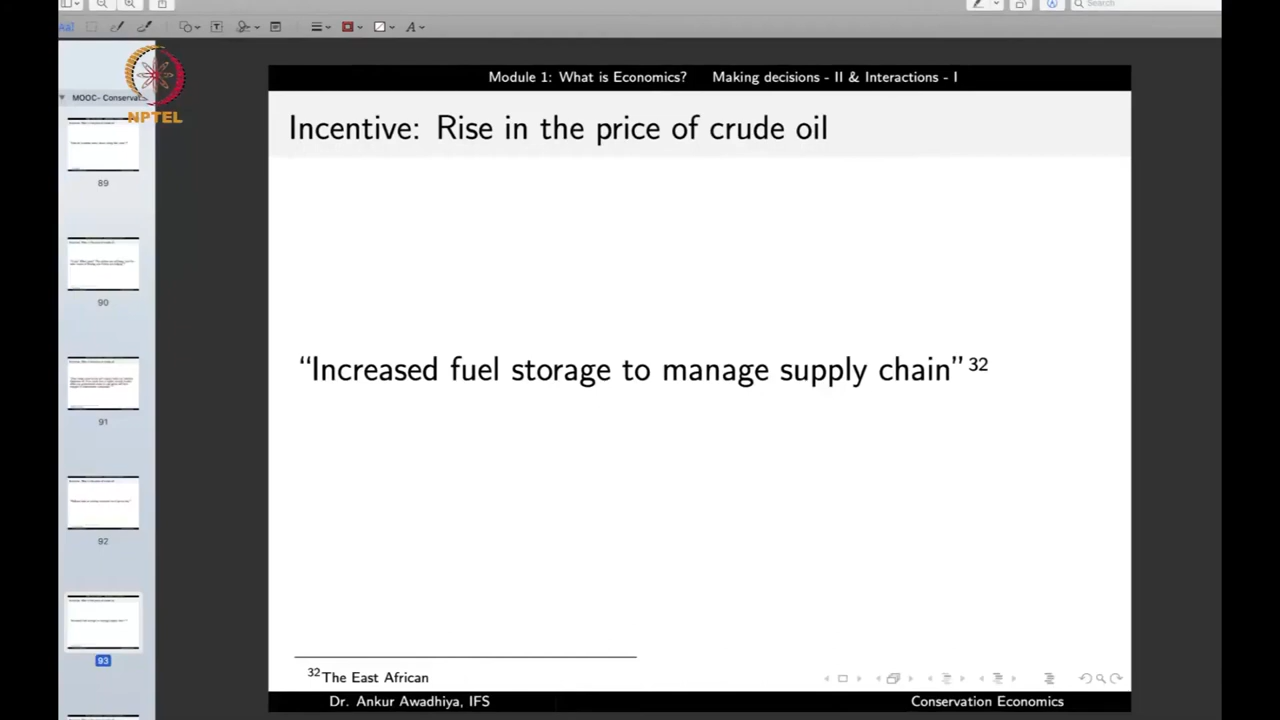 Search
MOOC- Conservat...
NPTEL
89
90
91
92
93
Module 1: What is Economics? Making decisions - II & Interactions - I
Incentive: Rise in the price of crude oil
“Increased fuel storage to manage supply chain”32
32The East African
Dr. Ankur Awadhiya, IFS Conservation Economics